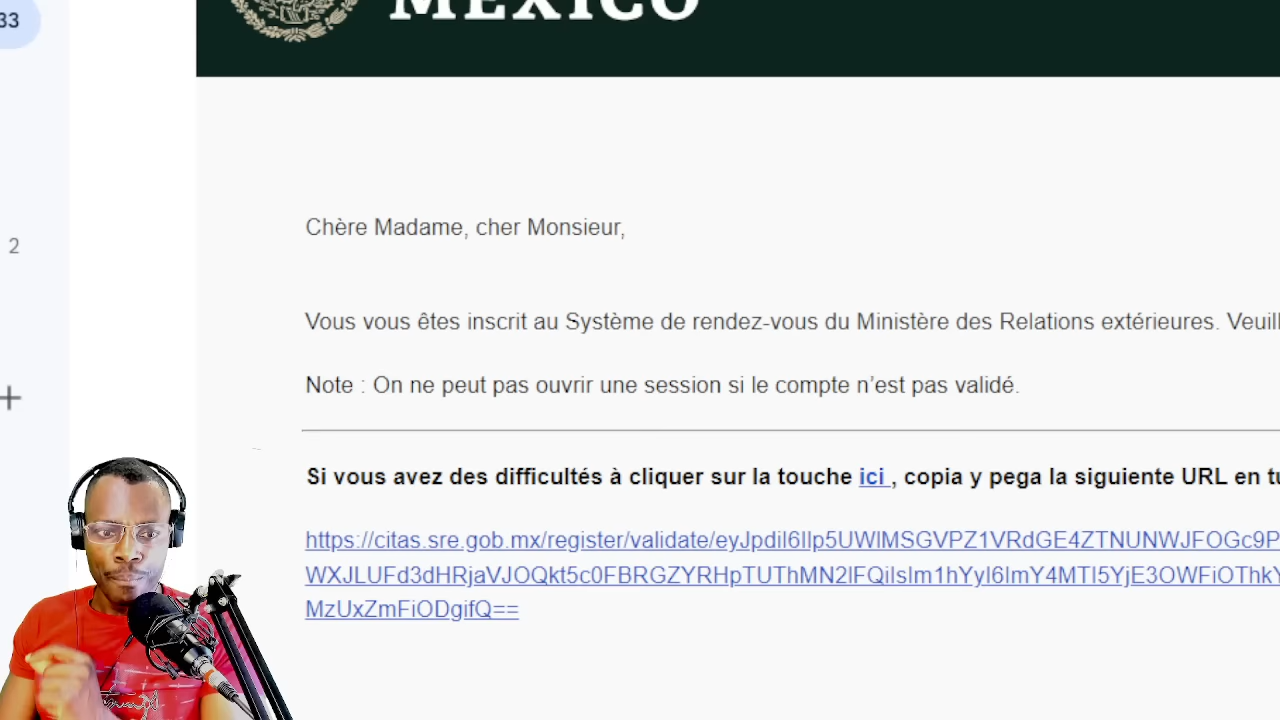 33
MÉXICO
2
Chère Madame, cher Monsieur,
Vous vous êtes inscrit au Système de rendez-vous du Ministère des Relations extérieures.
Note : On ne peut pas ouvrir une session si le compte n’est pas validé.
Si vous avez des difficultés à cliquer sur la touche ici , copia y pega la siguiente URL en
https://citas.sre.gob.mx/register/validate/eyJpdiI6Ilp5UWlMSGVPZ1VRdGE4ZTNUNWJFOGc9P
WXJLUFd3dHRjaVJOQkt5c0FBRGZYRHpTUThMN2lFQiIsIm1hYyI6ImY4MTI5YjE3OWFiOThkY
MzUxZmFiODgifQ==